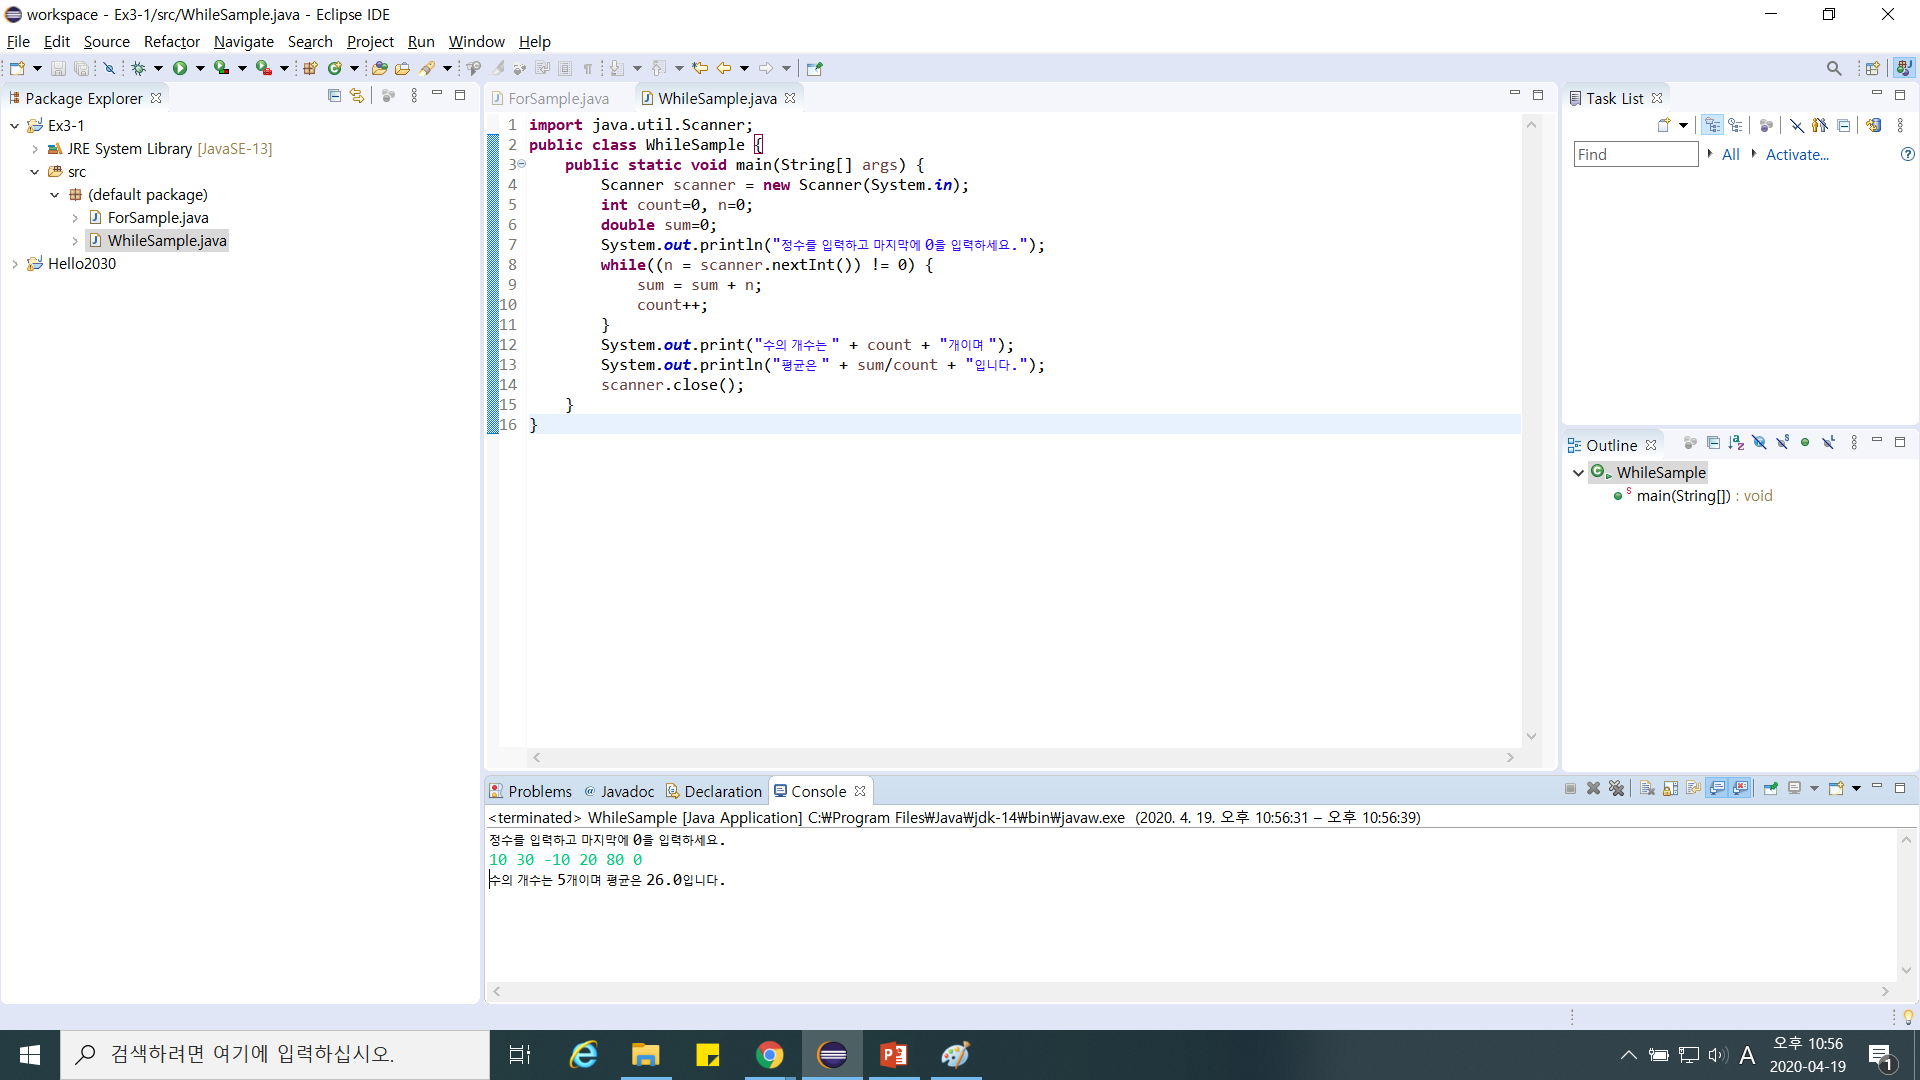 workspace - Ex3-1/src/WhileSample.java - Eclipse IDE
File Edit Source Refactor Navigate Search Project Run Window Help
Package Explorer
Ex3-1
JRE System Library [JavaSE-13]
src
(default package)
ForSample.java
WhileSample.java
Hello2030
ForSample.java WhileSample.java
1 import java.util.Scanner;
2 public class WhileSample {
3 public static void main(String[] args) {
4 Scanner scanner = new Scanner(System.in);
5 int count=0, n=0;
6 double sum=0;
7 System.out.println("정수를 입력하고 마지막에 0을 입력하세요.");
8 while((n = scanner.nextInt()) != 0) {
9 sum = sum + n;
10 count++;
11 }
12 System.out.print("수의 개수는 " + count + "개이며 ");
13 System.out.println("평균은 " + sum/count + "입니다.");
14 scanner.close();
15 }
16 }
Task List
Find All Activate...
Outline
WhileSample
main(String[]) : void
Problems Javadoc Declaration Console
<terminated> WhileSample [Java Application] C:₩Program Files₩Java₩jdk-14₩bin₩javaw.exe (2020. 4. 19. 오후 10:56:31 – 오후 10:56:39)
정수를 입력하고 마지막에 0을 입력하세요.
10 30 -10 20 80 0
수의 개수는 5개이며 평균은 26.0입니다.
검색하려면 여기에 입력하십시오.
A
오후 10:56
2020-04-19
1